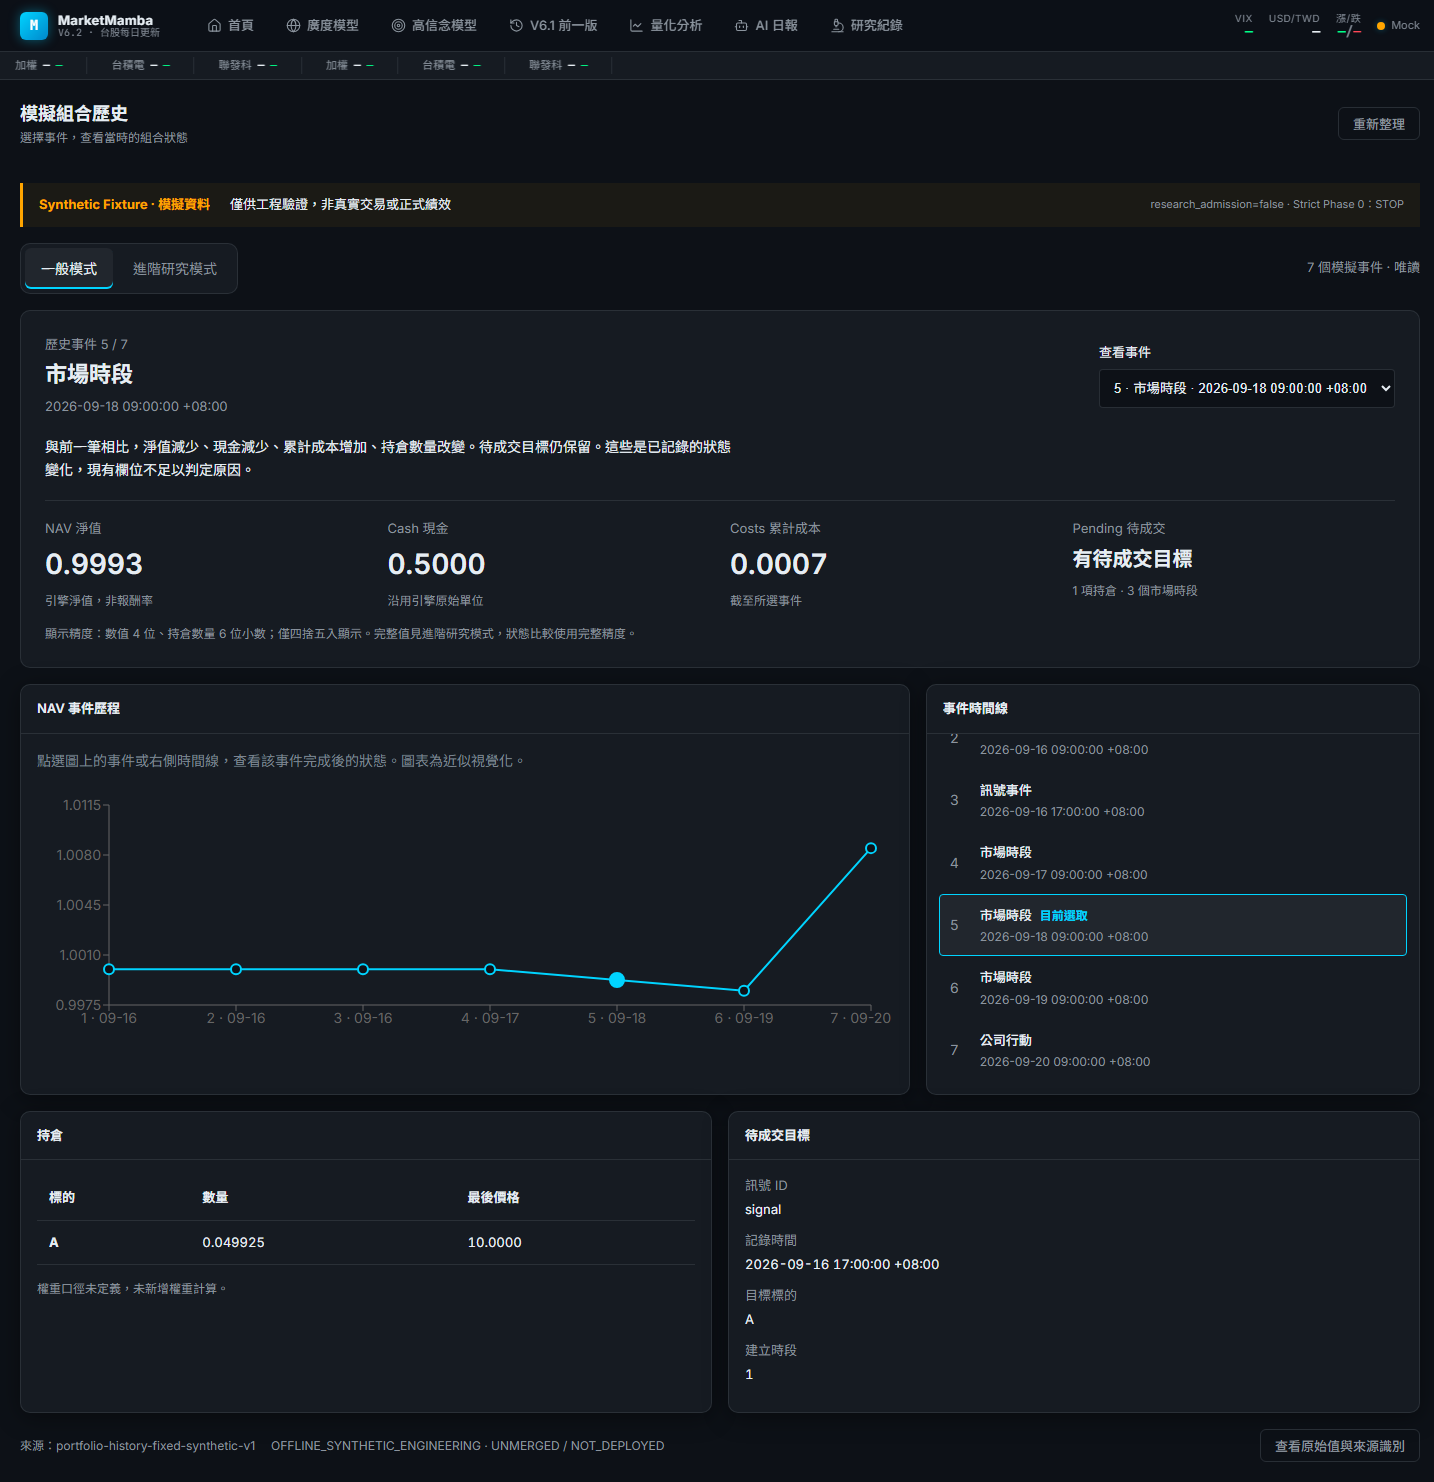 M
MarketMamba
V6.2 · 台股每日更新
首頁
廣度模型
高信念模型
V6.1 前一版
量化分析
AI 日報
研究紀錄
VIX
—
USD/TWD
—
漲/跌
—/—
Mock
加權 — —
台積電 — —
聯發科 — —
加權 — —
台積電 — —
聯發科 — —
模擬組合歷史
選擇事件，查看當時的組合狀態
重新整理
Synthetic Fixture · 模擬資料 僅供工程驗證，非真實交易或正式績效
research_admission=false · Strict Phase 0：STOP
一般模式
進階研究模式
7 個模擬事件 · 唯讀
歷史事件 5 / 7
市場時段
2026-09-18 09:00:00 +08:00
查看事件
5 · 市場時段 · 2026-09-18 09:00:00 +08:00
與前一筆相比，淨值減少、現金減少、累計成本增加、持倉數量改變。待成交目標仍保留。這些是已記錄的狀態
變化，現有欄位不足以判定原因。
NAV 淨值
0.9993
引擎淨值，非報酬率
Cash 現金
0.5000
沿用引擎原始單位
Costs 累計成本
0.0007
截至所選事件
Pending 待成交
有待成交目標
1 項持倉 · 3 個市場時段
顯示精度：數值 4 位、持倉數量 6 位小數；僅四捨五入顯示。完整值見進階研究模式，狀態比較使用完整精度。
NAV 事件歷程
點選圖上的事件或右側時間線，查看該事件完成後的狀態。圖表為近似視覺化。
1.0115
1.0080
1.0045
1.0010
0.9975
1 · 09-16
2 · 09-16
3 · 09-16
4 · 09-17
5 · 09-18
6 · 09-19
7 · 09-20
事件時間線
2
2026-09-16 09:00:00 +08:00
3
訊號事件
2026-09-16 17:00:00 +08:00
4
市場時段
2026-09-17 09:00:00 +08:00
5
市場時段 目前選取
2026-09-18 09:00:00 +08:00
6
市場時段
2026-09-19 09:00:00 +08:00
7
公司行動
2026-09-20 09:00:00 +08:00
持倉
標的 數量 最後價格
A 0.049925 10.0000
權重口徑未定義，未新增權重計算。
待成交目標
訊號 ID
signal
記錄時間
2026-09-16 17:00:00 +08:00
目標標的
A
建立時段
1
來源：portfolio-history-fixed-synthetic-v1 OFFLINE_SYNTHETIC_ENGINEERING · UNMERGED / NOT_DEPLOYED
查看原始值與來源識別